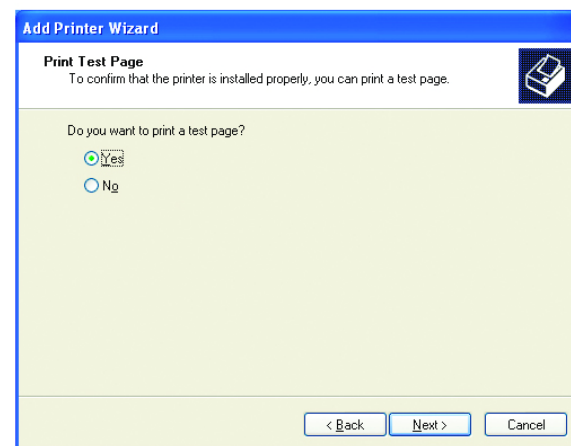 Add Printer Wizard
Print Test Page
To confirm that the printer is installed properly, you can print a test page.
Do you want to print a test page?
Yes
No
< Back
Next >
Cancel